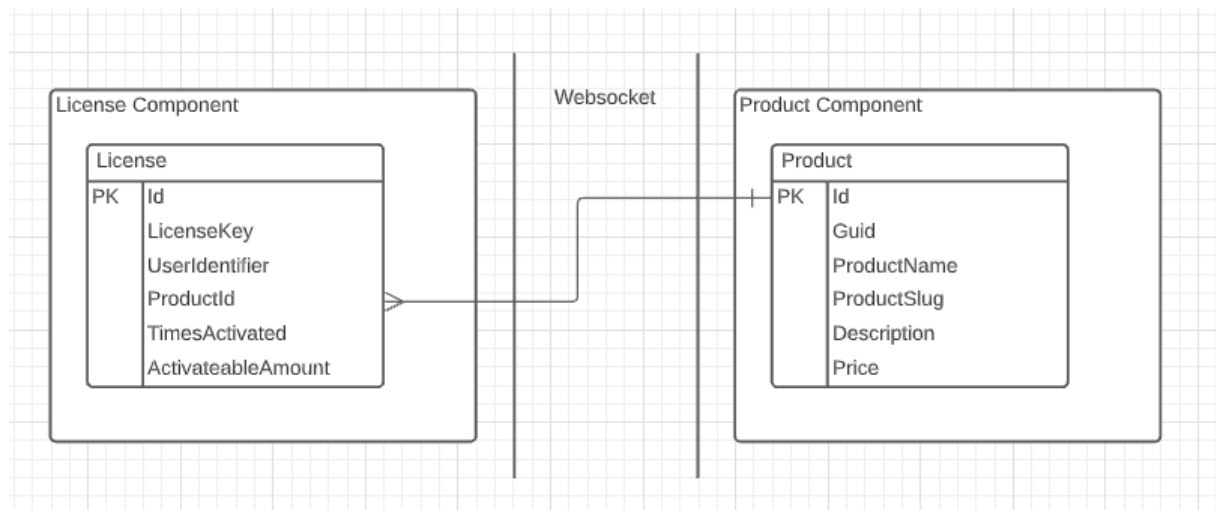 License Component
Websocket
Product Component
License
PK Id
LicenseKey
UserIdentifier
ProductId
TimesActivated
ActivateableAmount
Product
PK Id
Guid
ProductName
ProductSlug
Description
Price